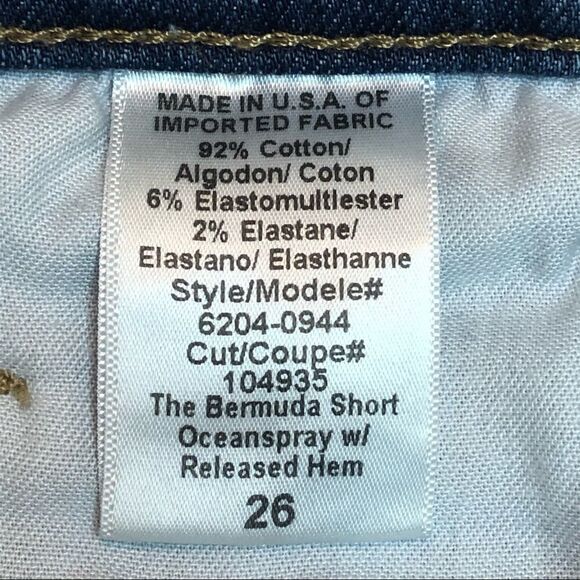 MADE IN U.S.A. OF
IMPORTED FABRIC
92% Cotton/
Algodon/ Coton
6% Elastomultiester
2% Elastane/
Elastano/ Elasthanne
Style/Modele#
6204-0944
Cut/Coupe#
104935
The Bermuda Short
Oceanspray w/
Released Hem
26